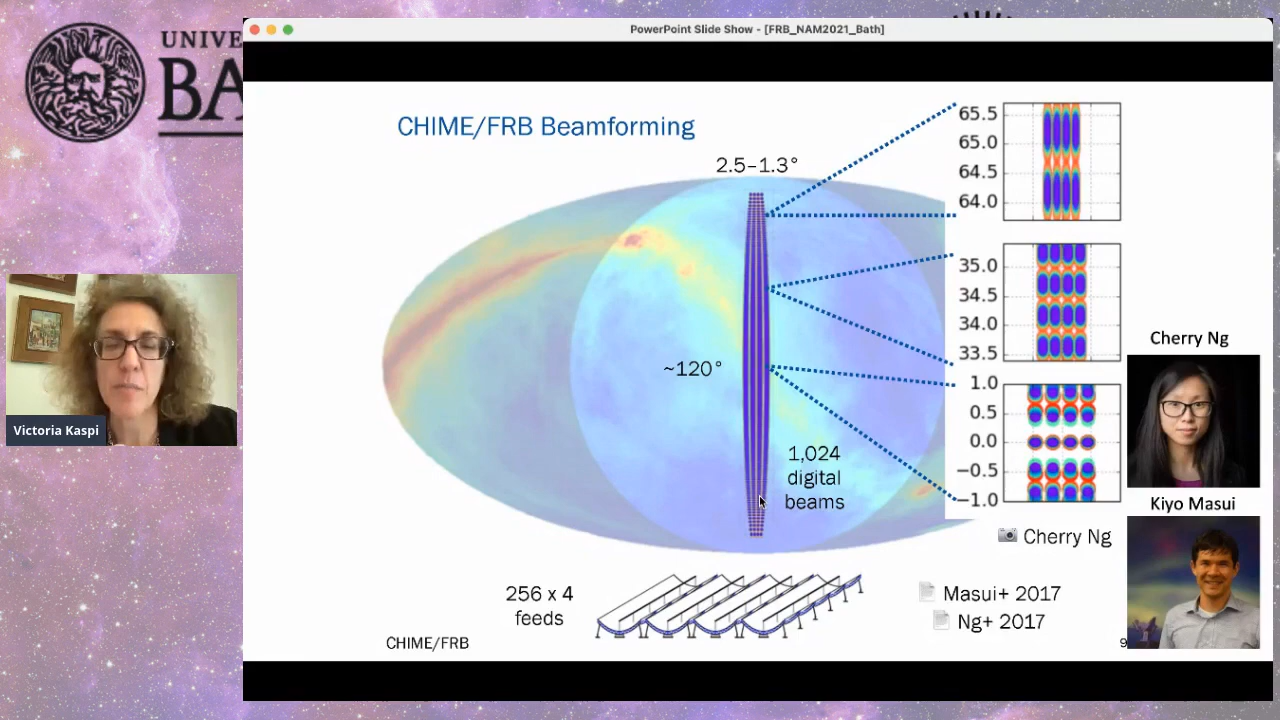 UNIVE
BA
PowerPoint Slide Show - [FRB_NAM2021_Bath]
CHIME/FRB Beamforming
2.5–1.3°
~120°
1,024
digital
beams
65.5
65.0
64.5
64.0
35.0
34.5
34.0
33.5
1.0
0.5
0.0
−0.5
−1.0
Cherry Ng
Kiyo Masui
Cherry Ng
Victoria Kaspi
256 x 4
feeds
Masui+ 2017
Ng+ 2017
CHIME/FRB
9